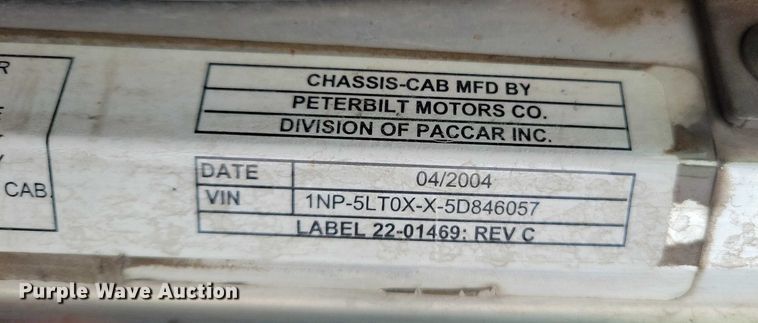 R
CAB.
CHASSIS-CAB MFD BY
PETERBILT MOTORS CO.
DIVISION OF PACCAR INC.
DATE 04/2004
VIN 1NP-5LT0X-X-5D846057
LABEL 22-01469: REV C
Purple Wave Auction